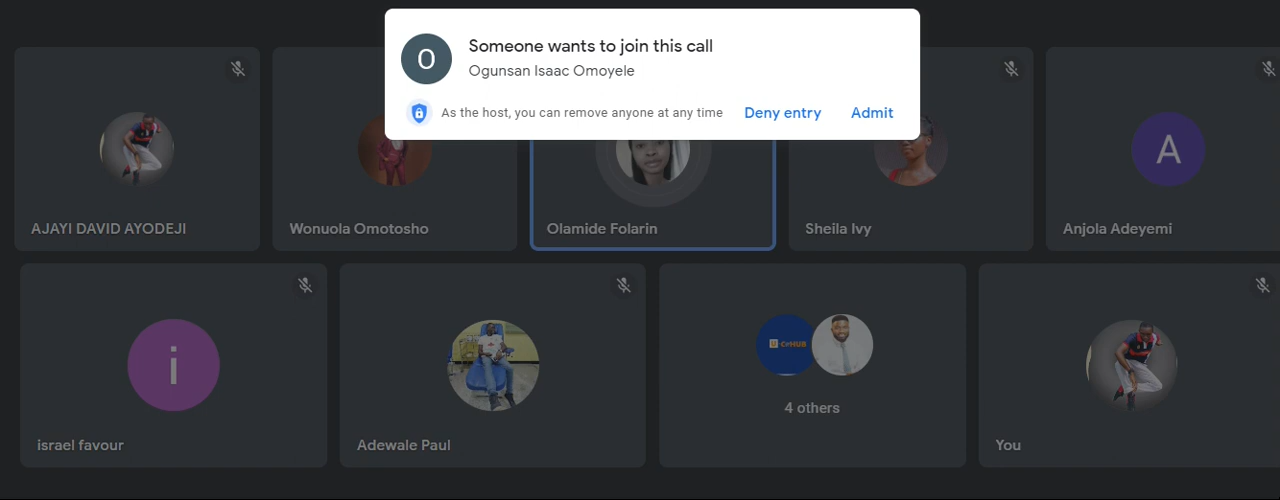 O
Someone wants to join this call
Ogunsan Isaac Omoyele
As the host, you can remove anyone at any time
Deny entry
Admit
A
AJAYI DAVID AYODEJI
Wonuola Omotosho
Olamide Folarin
Sheila Ivy
Anjola Adeyemi
i
U-CoHUB
4 others
israel favour
Adewale Paul
You